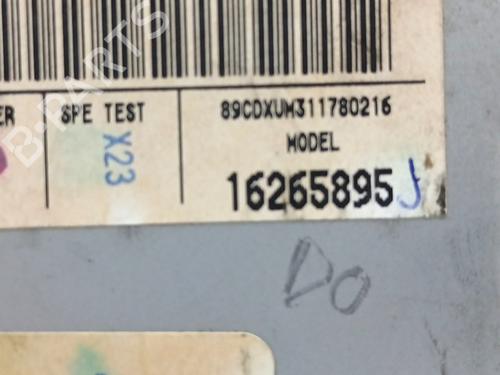 B-PARTS
ER
SPE TEST
X23
89CDXUM311780216
MODEL
16265895 J
DO